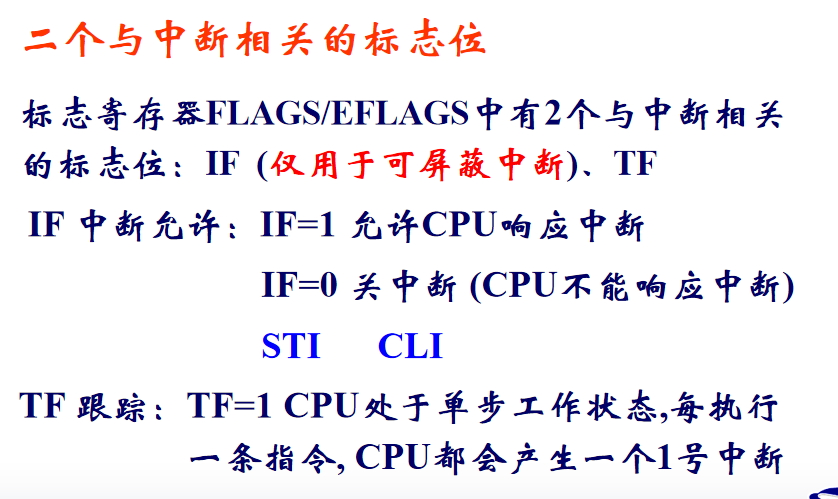 二个与中断相关的标志位
标志寄存器FLAGS/EFLAGS中有2个与中断相关
的标志位：IF (仅用于可屏蔽中断)、TF
IF 中断允许：IF=1 允许CPU响应中断
IF=0 关中断 (CPU不能响应中断)
STI CLI
TF 跟踪：TF=1 CPU处于单步工作状态,每执行
一条指令, CPU都会产生一个1号中断